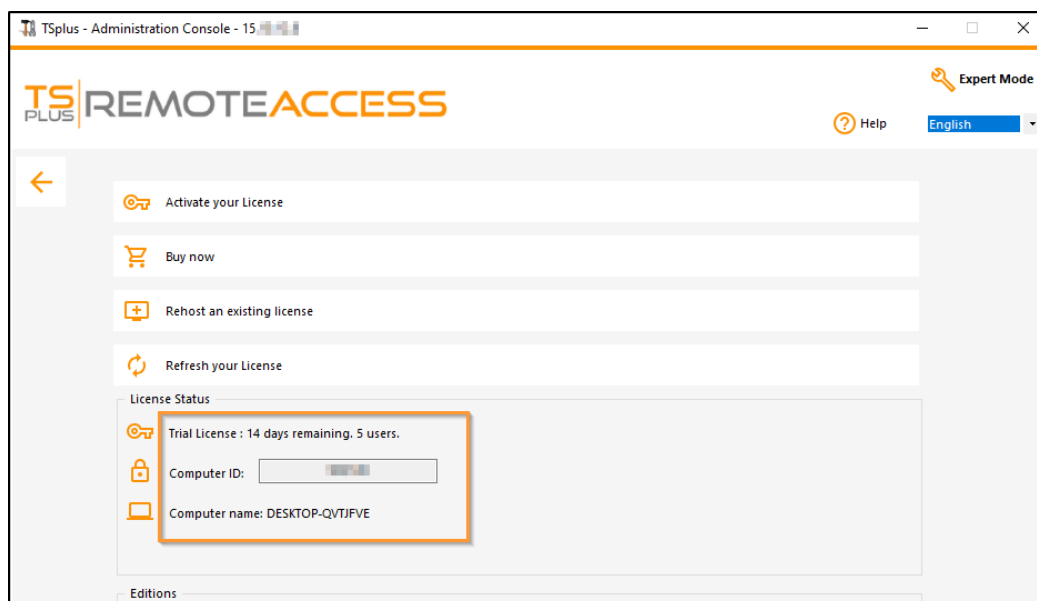 TSplus - Administration Console - 15.
Expert Mode
TS PLUS REMOTEACCESS
Help
English
Activate your License
Buy now
Rehost an existing license
Refresh your License
License Status
Trial License : 14 days remaining. 5 users.
Computer ID:
Computer name: DESKTOP-QVTJFVE
Editions